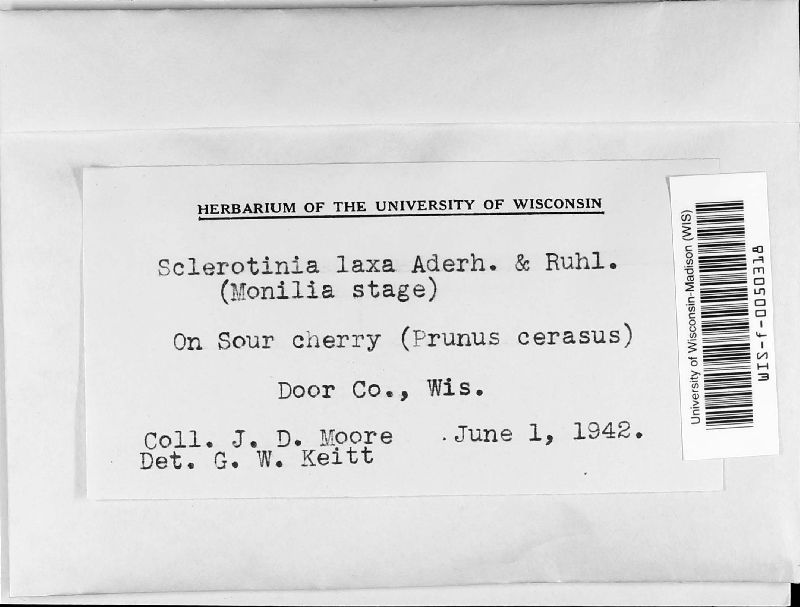 HERBARIUM OF THE UNIVERSITY OF WISCONSIN
Sclerotinia laxa Aderh. & Ruhl.
(Monilia stage)
On Sour cherry (Prunus cerasus)
Door Co., Wis.
Coll. J. D. Moore .June 1, 1942.
Det. G. W. Keitt
University of Wisconsin-Madison (WIS)
WIS-f-0050318